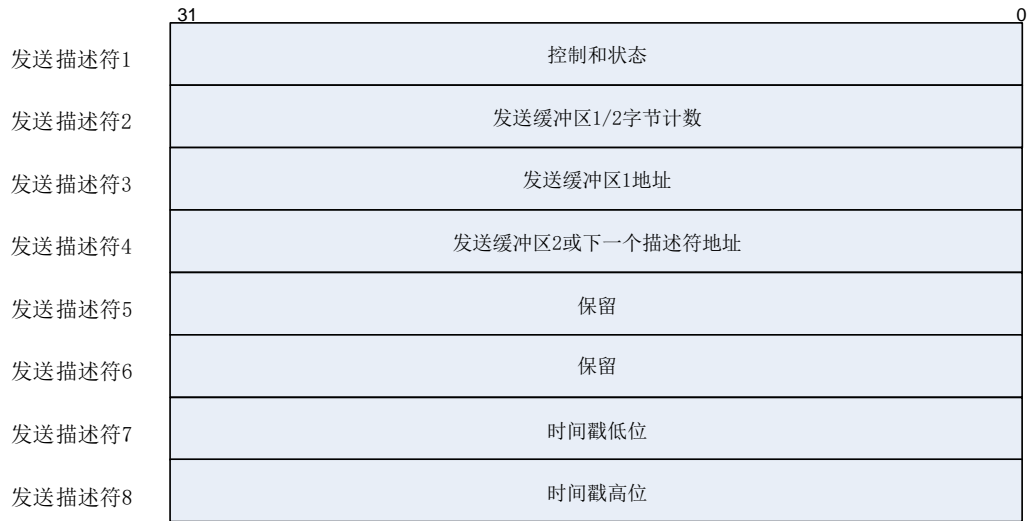 31 0
发送描述符1 控制和状态
发送描述符2 发送缓冲区1/2字节计数
发送描述符3 发送缓冲区1地址
发送描述符4 发送缓冲区2或下一个描述符地址
发送描述符5 保留
发送描述符6 保留
发送描述符7 时间戳低位
发送描述符8 时间戳高位